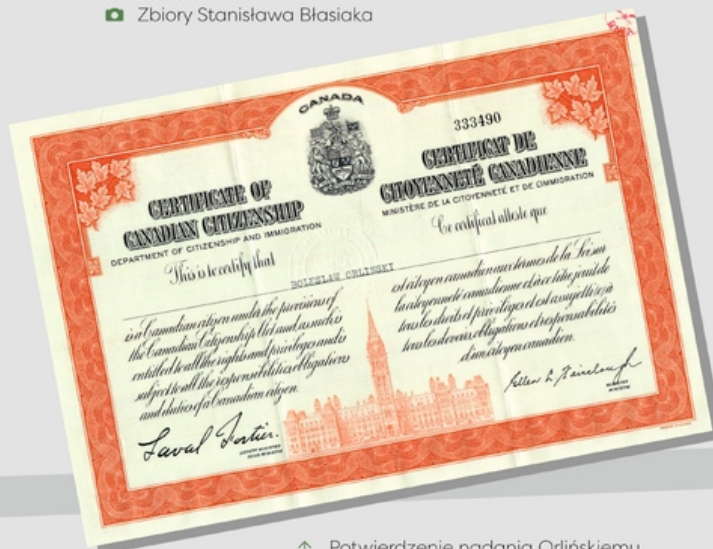 Zbiory Stanisława Błasiaka
CANADA
333490
CERTIFICATE OF
CANADIAN CITIZENSHIP
DEPARTMENT OF CITIZENSHIP AND IMMIGRATION
This is to certify that
CERTIFICAT DE
CITOYENNETÉ CANADIENNE
MINISTÈRE DE LA CITOYENNETÉ ET DE L'IMMIGRATION
Ce certificat atteste que
BOLESLAW ORLINSKI
is a Canadian citizen under the provisions of
the Canadian Citizenship Act and as such is
entitled to all the rights and privileges and is
subject to all the responsibilities obligations
and duties of a Canadian citizen.
est citoyen canadien aux termes de la Loi sur
la citoyenneté canadienne et à ce titre jouit de
tous les droits et privilèges et est assujetti à
tous les devoirs obligations et responsabilités
d'un citoyen canadien.
Laval Fortier.
Ellen L. Fairclough
Potwierdzenie nadania Orlińskiemu